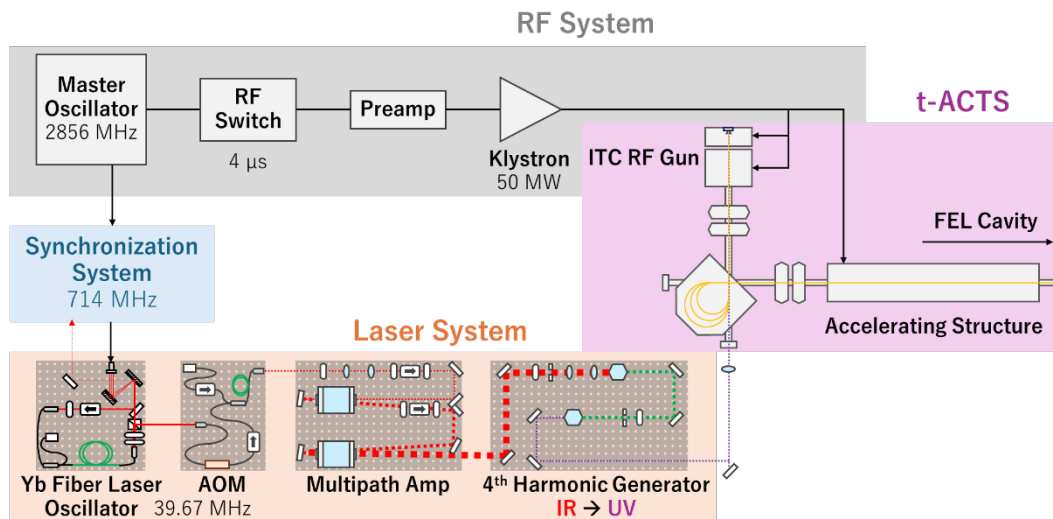 RF System
Master
Oscillator
2856 MHz
RF
Switch
4 μs
Preamp
Klystron
50 MW
t-ACTS
ITC RF Gun
FEL Cavity
Accelerating Structure
Synchronization
System
714 MHz
Laser System
Yb Fiber Laser
Oscillator
AOM
39.67 MHz
Multipath Amp
4th Harmonic Generator
IR → UV